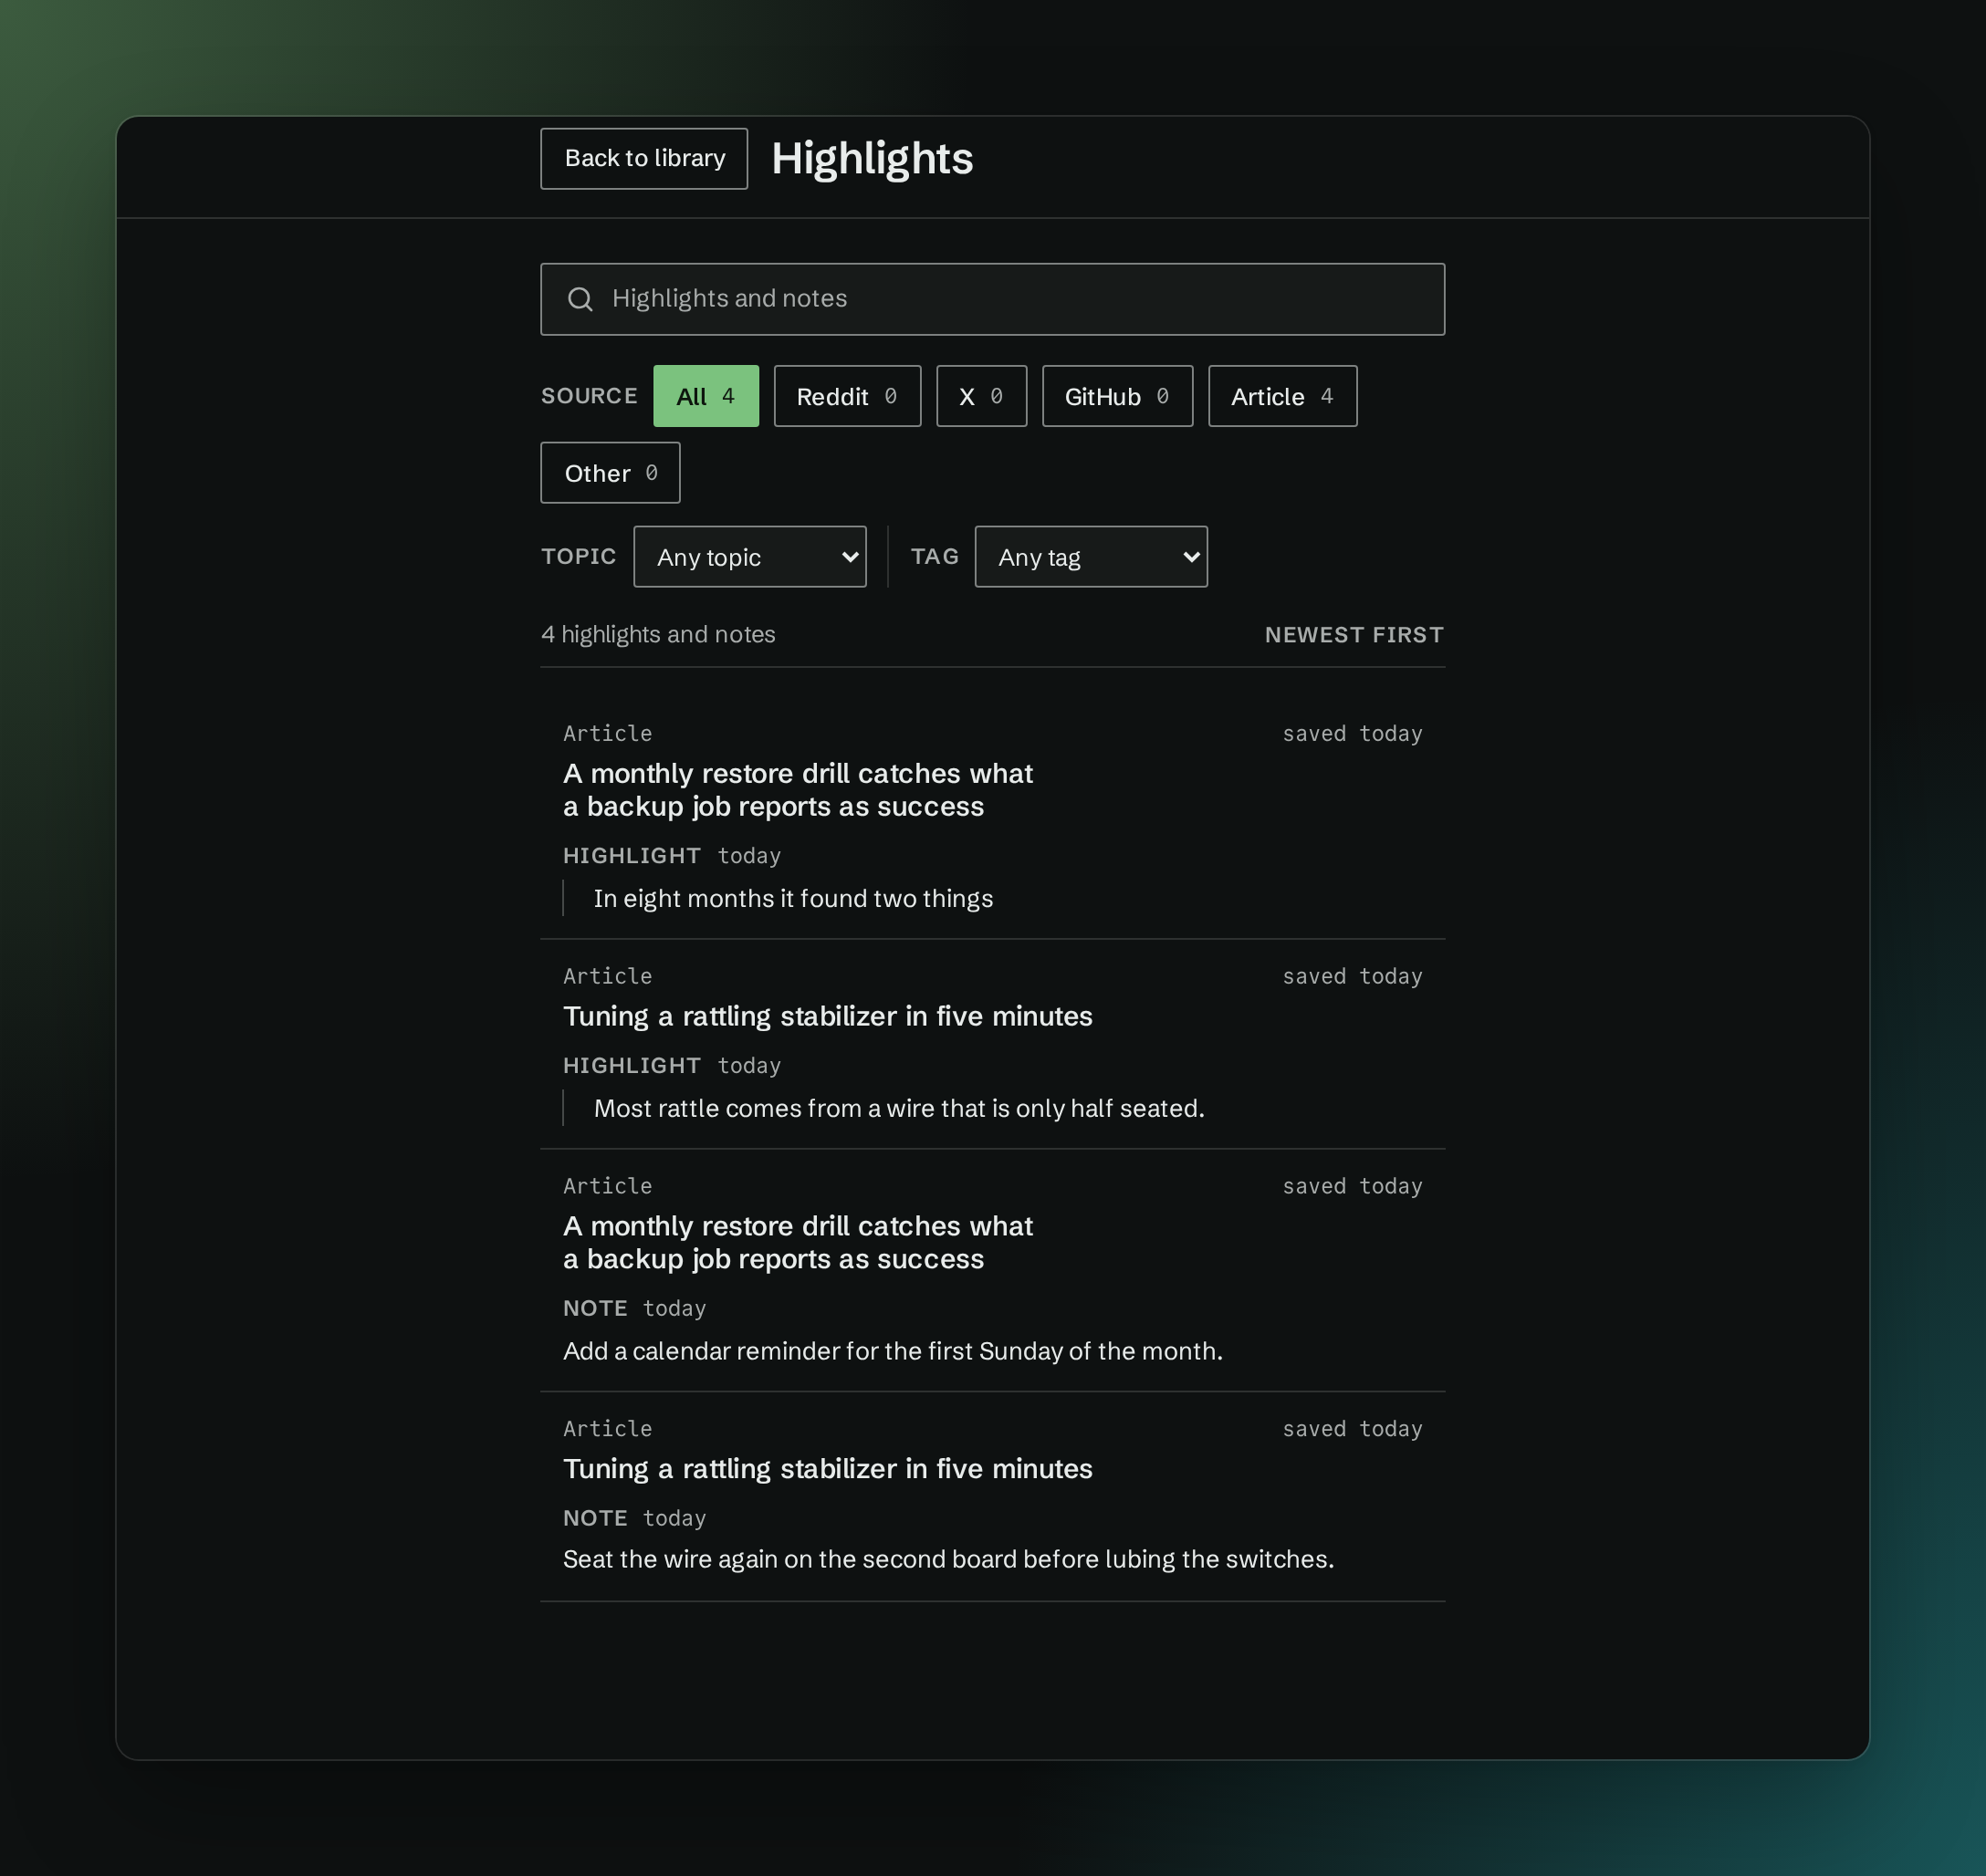 Back to library Highlights
Highlights and notes
SOURCE All 4 Reddit 0 X 0 GitHub 0 Article 4
Other 0
TOPIC Any topic TAG Any tag
4 highlights and notes NEWEST FIRST
Article saved today
A monthly restore drill catches what
a backup job reports as success
HIGHLIGHT today
In eight months it found two things
Article saved today
Tuning a rattling stabilizer in five minutes
HIGHLIGHT today
Most rattle comes from a wire that is only half seated.
Article saved today
A monthly restore drill catches what
a backup job reports as success
NOTE today
Add a calendar reminder for the first Sunday of the month.
Article saved today
Tuning a rattling stabilizer in five minutes
NOTE today
Seat the wire again on the second board before lubing the switches.